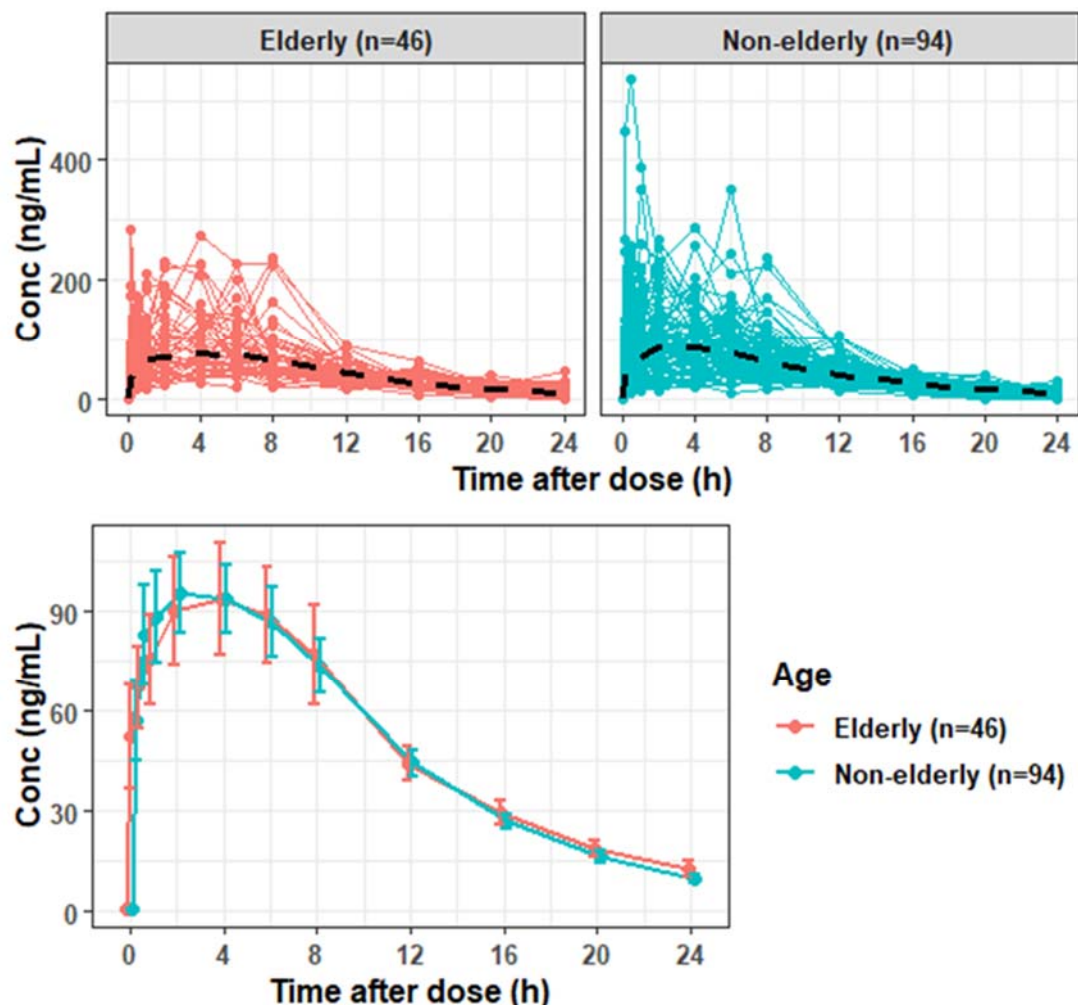 Elderly (n=46)
Non-elderly (n=94)
Conc (ng/mL)
400
200
0
0 4 8 12 16 20 24
0 4 8 12 16 20 24
Time after dose (h)
Conc (ng/mL)
90
60
30
0
0 4 8 12 16 20 24
Time after dose (h)
Age
Elderly (n=46)
Non-elderly (n=94)